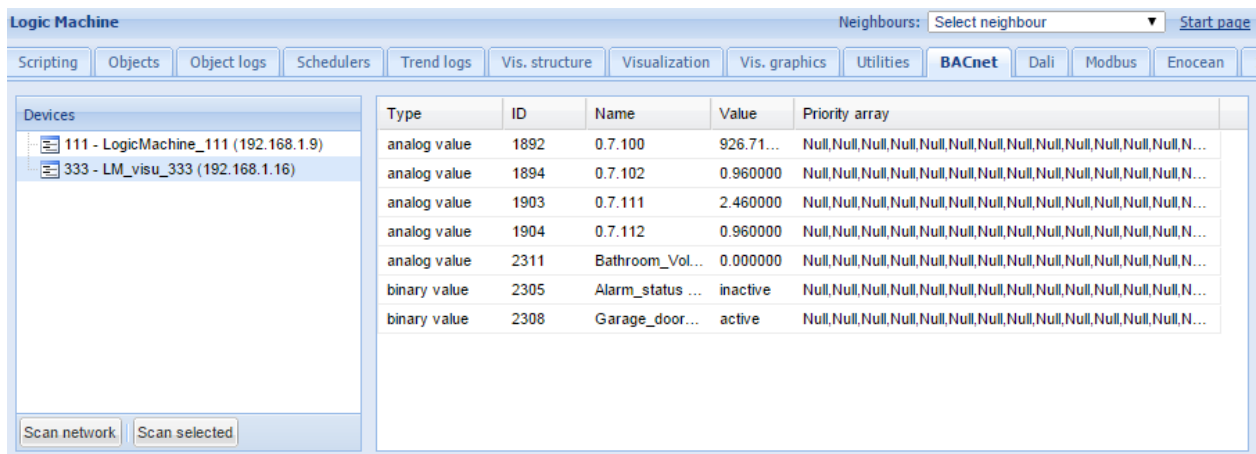 Logic Machine Neighbours: Select neighbour Start page
Scripting Objects Object logs Schedulers Trend logs Vis. structure Visualization Vis. graphics Utilities BACnet Dali Modbus Enocean
Devices
111 - LogicMachine_111 (192.168.1.9)
333 - LM_visu_333 (192.168.1.16)
Scan network Scan selected
Type ID Name Value Priority array
analog value 1892 0.7.100 926.71... Null,Null,Null,Null,Null,Null,Null,Null,Null,Null,Null,Null,Null,Null,N...
analog value 1894 0.7.102 0.960000 Null,Null,Null,Null,Null,Null,Null,Null,Null,Null,Null,Null,Null,Null,N...
analog value 1903 0.7.111 2.460000 Null,Null,Null,Null,Null,Null,Null,Null,Null,Null,Null,Null,Null,Null,N...
analog value 1904 0.7.112 0.960000 Null,Null,Null,Null,Null,Null,Null,Null,Null,Null,Null,Null,Null,Null,N...
analog value 2311 Bathroom_Vol... 0.000000 Null,Null,Null,Null,Null,Null,Null,Null,Null,Null,Null,Null,Null,Null,N...
binary value 2305 Alarm_status ... inactive Null,Null,Null,Null,Null,Null,Null,Null,Null,Null,Null,Null,Null,Null,N...
binary value 2308 Garage_door... active Null,Null,Null,Null,Null,Null,Null,Null,Null,Null,Null,Null,Null,Null,N...